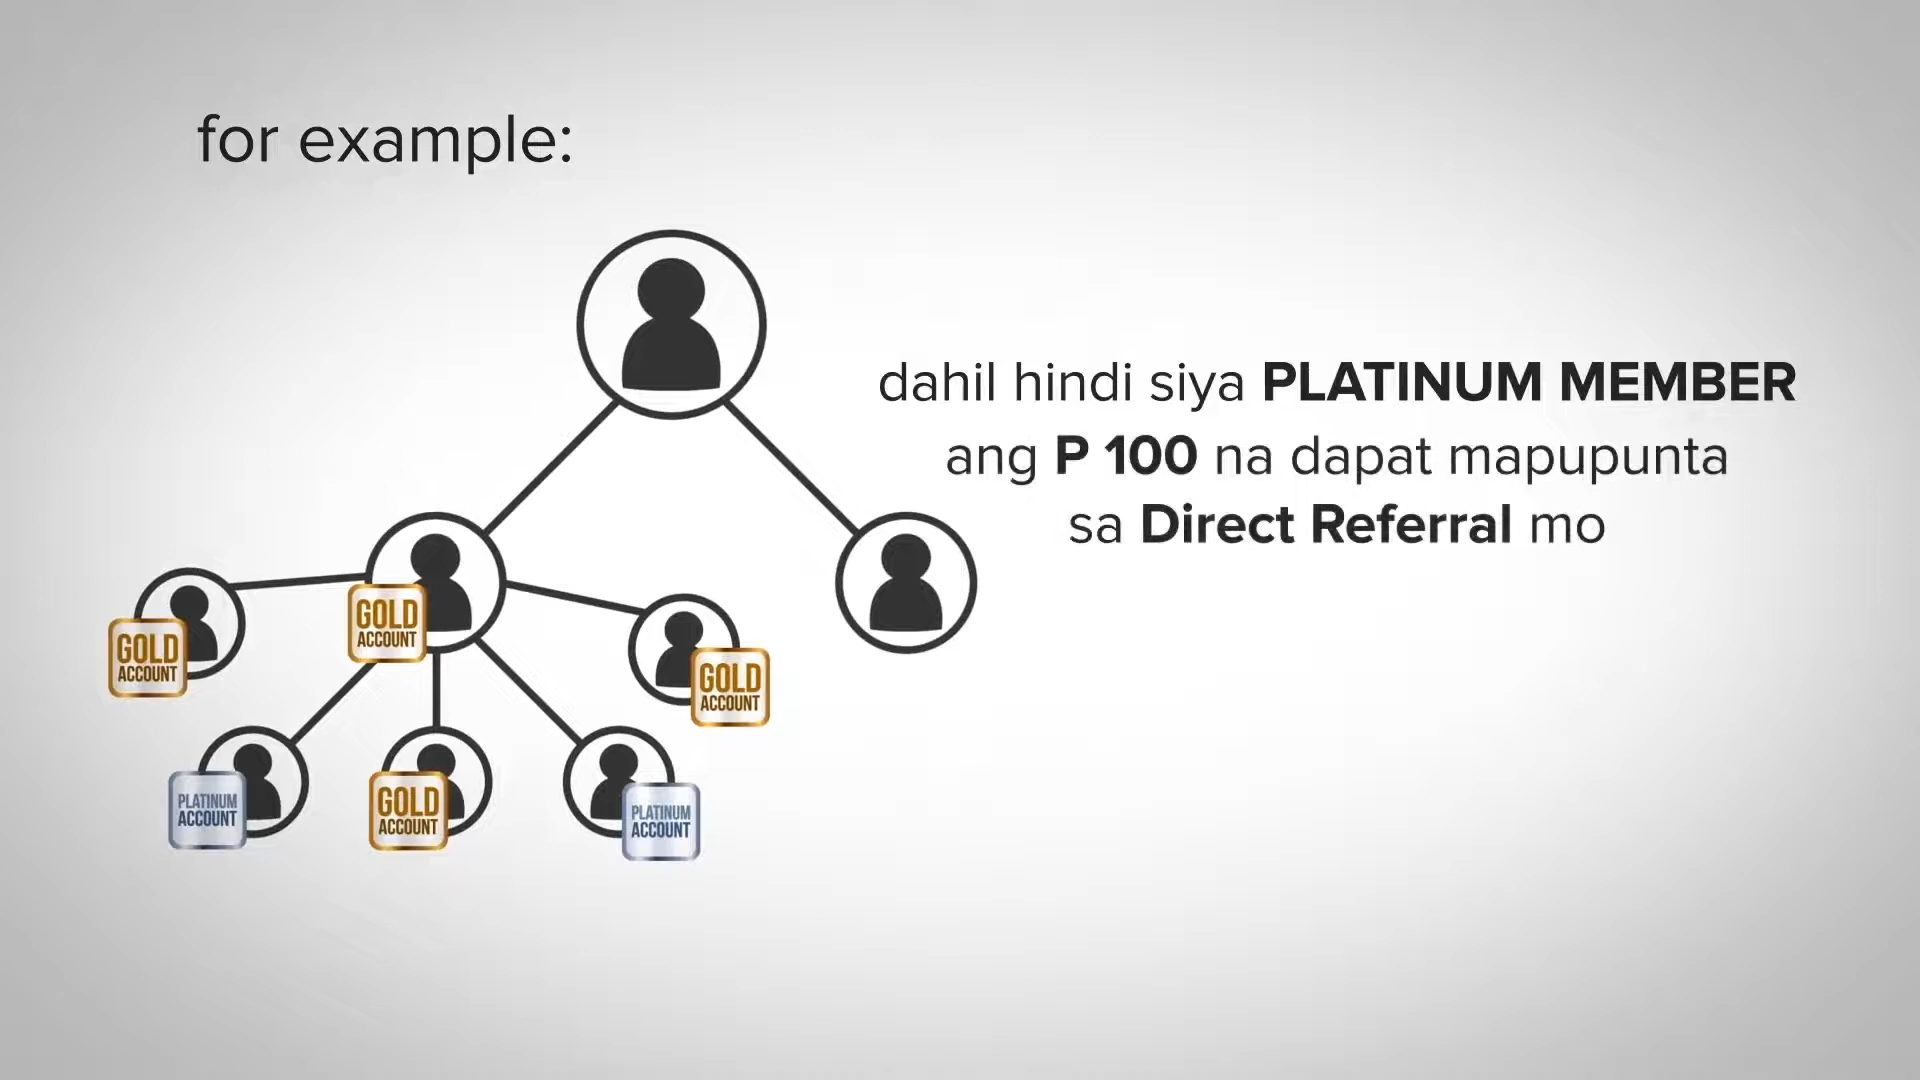 for example:
dahil hindi siya PLATINUM MEMBER
ang P 100 na dapat mapupunta
sa Direct Referral mo
GOLD
ACCOUNT
GOLD
ACCOUNT
GOLD
ACCOUNT
PLATINUM
ACCOUNT
GOLD
ACCOUNT
PLATINUM
ACCOUNT